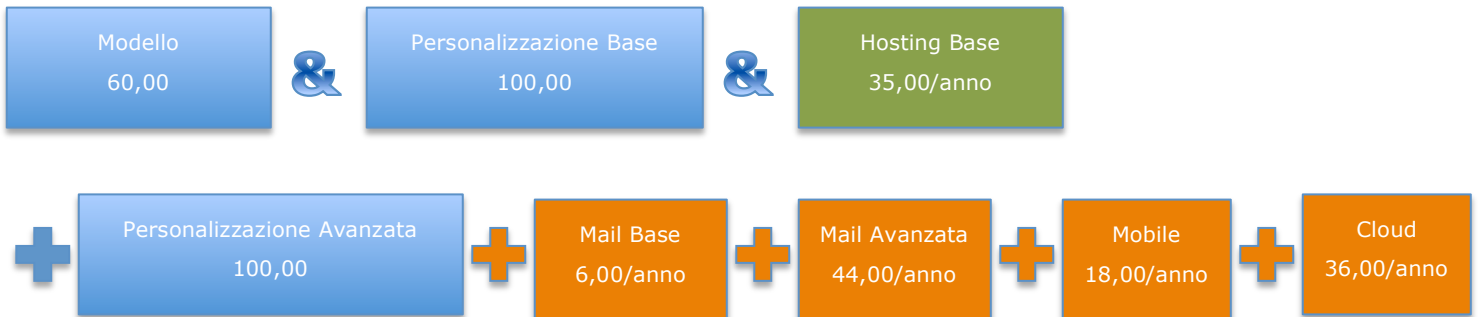 Modello
60,00
&
Personalizzazione Base
100,00
&
Hosting Base
35,00/anno
Personalizzazione Avanzata
100,00
Mail Base
6,00/anno
Mail Avanzata
44,00/anno
Mobile
18,00/anno
Cloud
36,00/anno